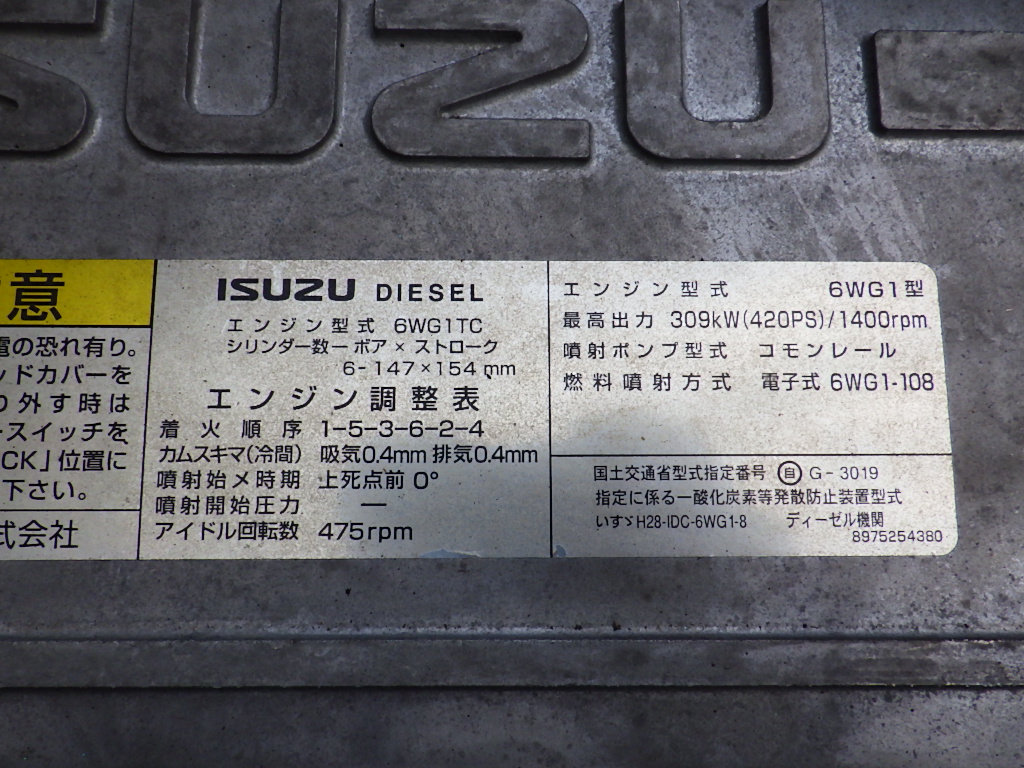 ISUZU
意
電の恐れ有り。
ッドカバーを
り外す時は
ースイッチを
CK」位置に
下さい。
式会社
ISUZU DIESEL
エンジン型式 6WG1TC
シリンダー数ーボア×ストローク
6-147×154mm
エンジン調整表
着火順序 1-5-3-6-2-4
カムスキマ(冷間) 吸気0.4mm 排気0.4mm
噴射始メ時期 上死点前 0°
噴射開始圧力 ー
アイドル回転数 475rpm
エンジン型式 6WG1型
最高出力 309kW(420PS)/1400rpm
噴射ポンプ型式 コモンレール
燃料噴射方式 電子式 6WG1-108
国土交通省型式指定番号 ㊀自 G-3019
指定に係る一酸化炭素等発散防止装置型式
いすゞH28-IDC-6WG1-8 ディーゼル機関
8975254380